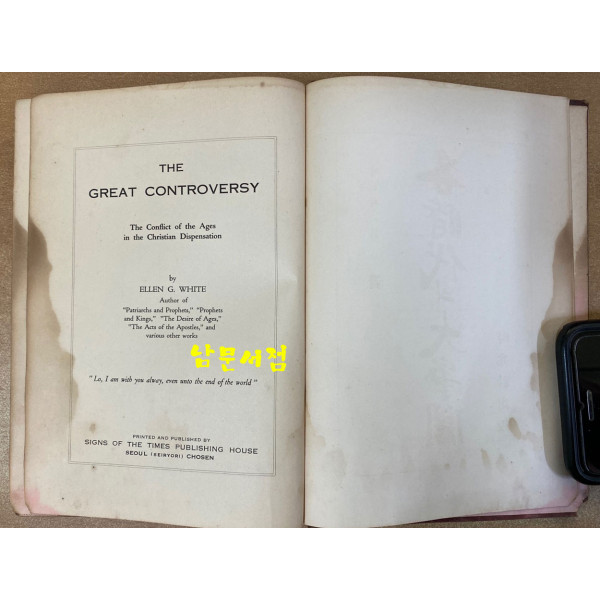 THE
GREAT CONTROVERSY
The Conflict of the Ages
in the Christian Dispensation
by
ELLEN G. WHITE
Author of
"Patriarchs and Prophets," "Prophets
and Kings," "The Desire of Ages,"
"The Acts of the Apostles," and
various other works
남문서점
"Lo, I am with you alway, even unto the end of the world"
PRINTED AND PUBLISHED BY
SIGNS OF THE TIMES PUBLISHING HOUSE
SEOUL (KEIRYORI) CHOSEN